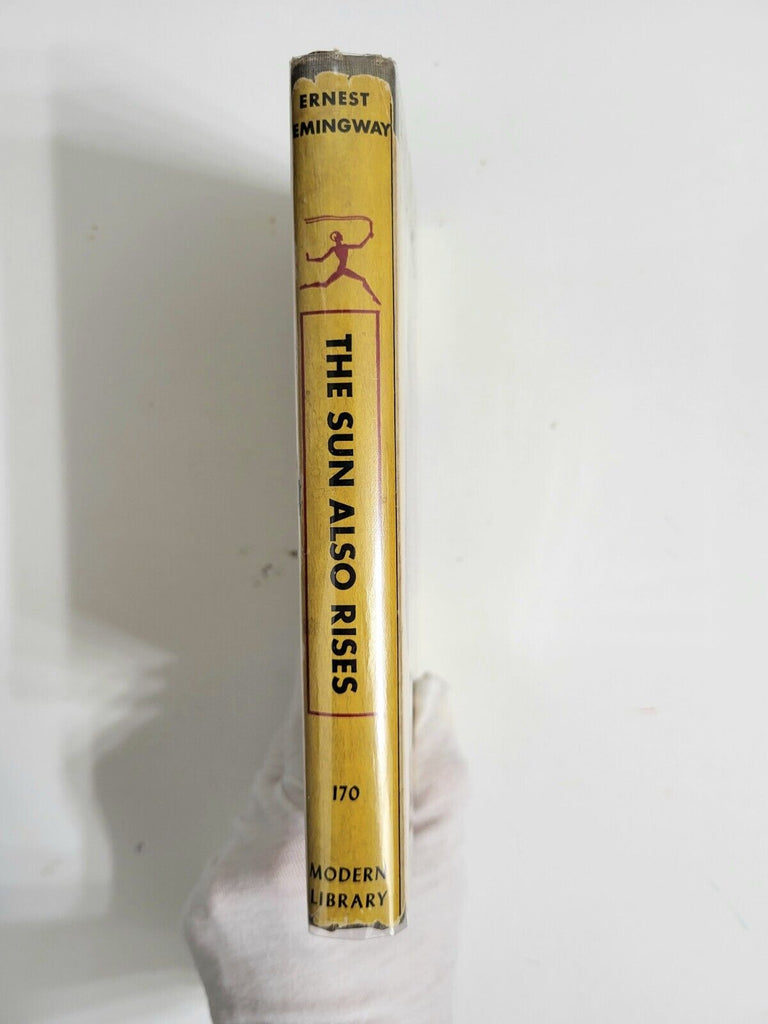 ERNEST
EMINGWAY
THE SUN ALSO RISES
170
MODERN
LIBRARY